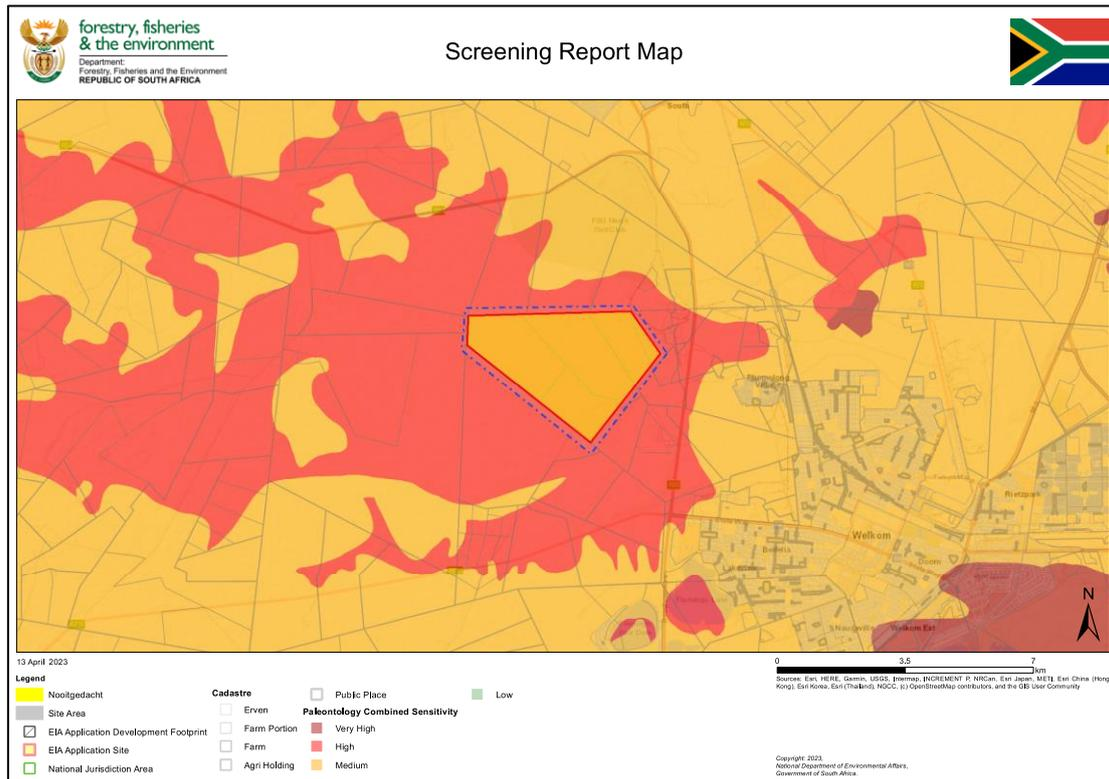 forestry, fisheries
& the environment
Department:
Forestry, Fisheries and the Environment
REPUBLIC OF SOUTH AFRICA
Screening Report Map
South
Welkom
Rietzpark
Doorn
Bedelia
N
13 April 2023
0 3.5 7
km
Sources: Esri, HERE, Garmin, USGS, Intermap, INCREMENT P, NRCan, Esri Japan, METI, Esri China (Hong
Kong), Esri Korea, Esri (Thailand), NGCC, (c) OpenStreetMap contributors, and the GIS User Community
Legend
Nooitgedacht
Site Area
EIA Application Development Footprint
EIA Application Site
National Jurisdiction Area
Cadastre
Erven
Farm Portion
Farm
Agri Holding
Public Place
Paleontology Combined Sensitivity
Very High
High
Medium
Low
Copyright: 2023,
National Department of Environmental Affairs,
Government of South Africa.